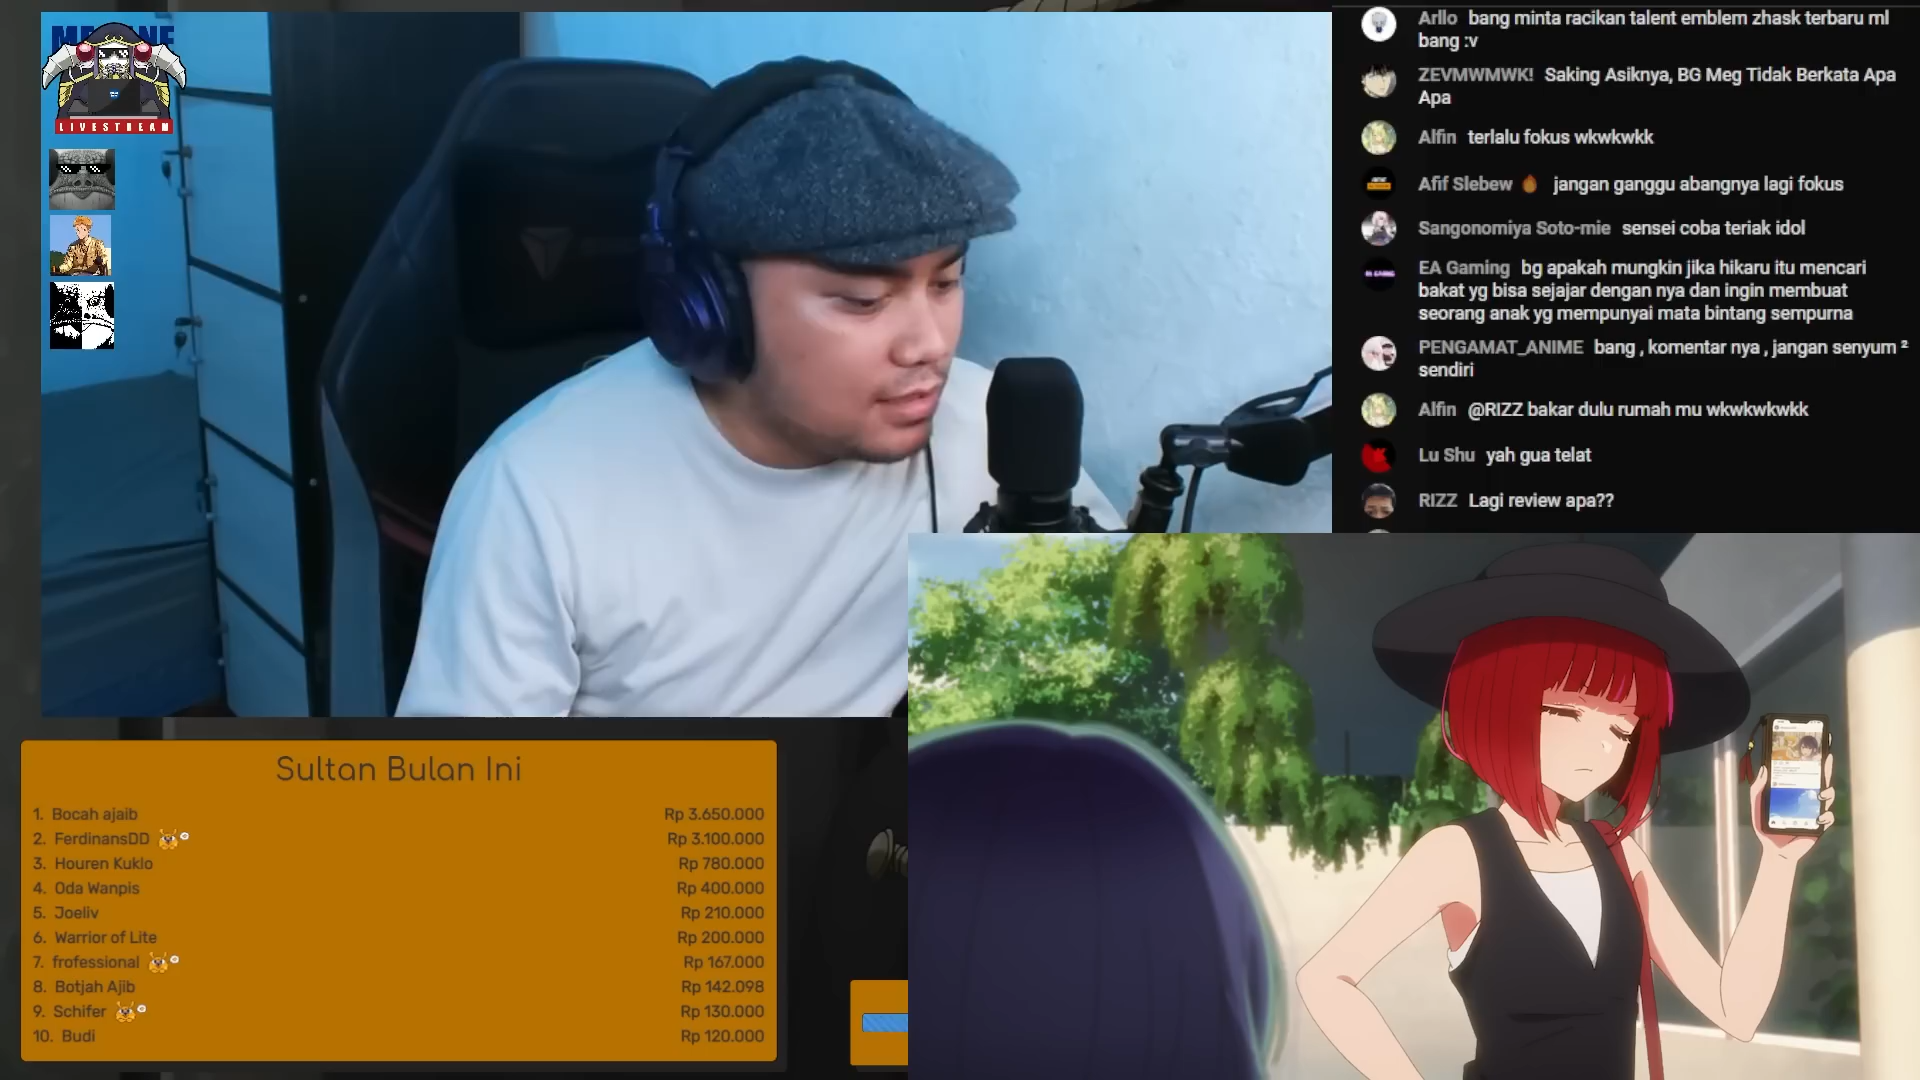 LIVESTREAM
Arllo bang minta racikan talent emblem zhask terbaru ml
bang :v
ZEVMWMWK! Saking Asiknya, BG Meg Tidak Berkata Apa
Apa
Alfin terlalu fokus wkwkwkk
Afif Slebew jangan ganggu abangnya lagi fokus
Sangonomiya Soto-mie sensei coba teriak idol
EA Gaming bg apakah mungkin jika hikaru itu mencari
bakat yg bisa sejajar dengan nya dan ingin membuat
seorang anak yg mempunyai mata bintang sempurna
PENGAMAT_ANIME bang , komentar nya , jangan senyum ²
sendiri
Alfin @RIZZ bakar dulu rumah mu wkwkwkwkk
Lu Shu yah gua telat
RIZZ Lagi review apa??
Sultan Bulan Ini
1. Bocah ajaib Rp 3.650.000
2. FerdinansDD Rp 3.100.000
3. Houren Kuklo Rp 780.000
4. Oda Wanpis Rp 400.000
5. Joeliv Rp 210.000
6. Warrior of Lite Rp 200.000
7. frofessional Rp 167.000
8. Botjah Ajib Rp 142.098
9. Schifer Rp 130.000
10. Budi Rp 120.000